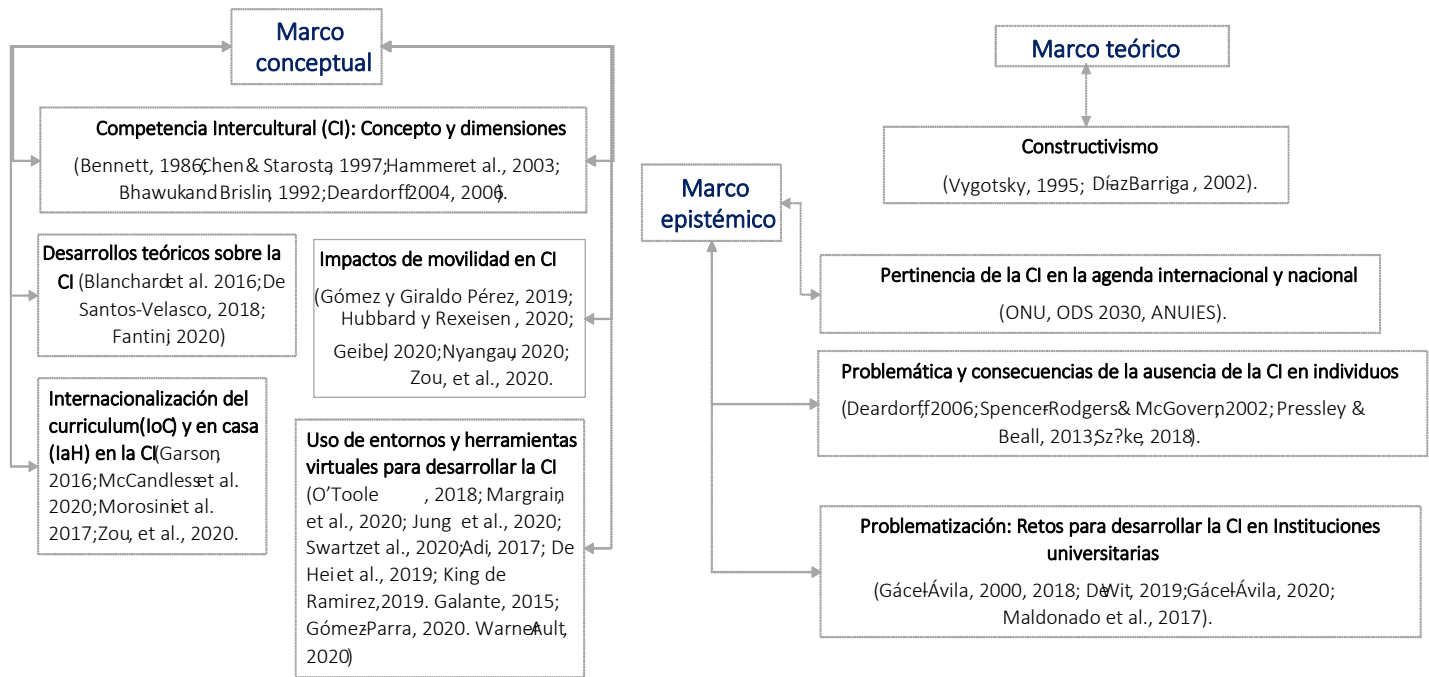 Marco
conceptual
Competencia Intercultural (CI): Concepto y dimensiones
(Bennett, 1986; Chen & Starosta, 1997; Hammer et al., 2003;
Bhawuk and Brislin, 1992; Deardorff 2004, 2006).
Desarrollos teóricos sobre la
CI (Blanchard et al. 2016; De
Santos-Velasco, 2018;
Fantini, 2020)
Impactos de movilidad en CI
(Gómez y Giraldo Pérez, 2019;
Hubbard y Rexeisen , 2020;
Geibel, 2020; Nyangau, 2020;
Zou, et al., 2020.
Internacionalización del
curriculum (IoC) y en casa
(IaH) en la CI (Garson,
2016; McCandless et al.
2020; Morosini et al.
2017; Zou, et al., 2020.
Uso de entornos y herramientas
virtuales para desarrollar la CI
(O'Toole , 2018; Margrain,
et al., 2020; Jung et al., 2020;
Swartz et al., 2020; Adi, 2017; De
Hei et al., 2019; King de
Ramirez, 2019. Galante, 2015;
Gómez-Parra, 2020. Warner-Ault,
2020)
Marco teórico
Constructivismo
(Vygotsky, 1995; Díaz-Barriga , 2002).
Marco
epistémico
Pertinencia de la CI en la agenda internacional y nacional
(ONU, ODS 2030, ANUIES).
Problemática y consecuencias de la ausencia de la CI en individuos
(Deardorff, 2006; Spencer-Rodgers & McGovern, 2002; Pressley &
Beall, 2013; Sz?ke, 2018).
Problematización: Retos para desarrollar la CI en Instituciones
universitarias
(Gácel-Ávila, 2000, 2018; De Wit, 2019; Gácel-Ávila, 2020;
Maldonado et al., 2017).